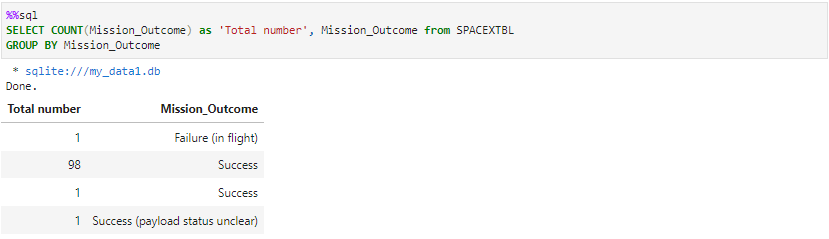 %%sql
SELECT COUNT(Mission_Outcome) as 'Total number', Mission_Outcome from SPACEXTBL
GROUP BY Mission_Outcome
* sqlite:///my_data1.db
Done.
Total number Mission_Outcome
1 Failure (in flight)
98 Success
1 Success
1 Success (payload status unclear)